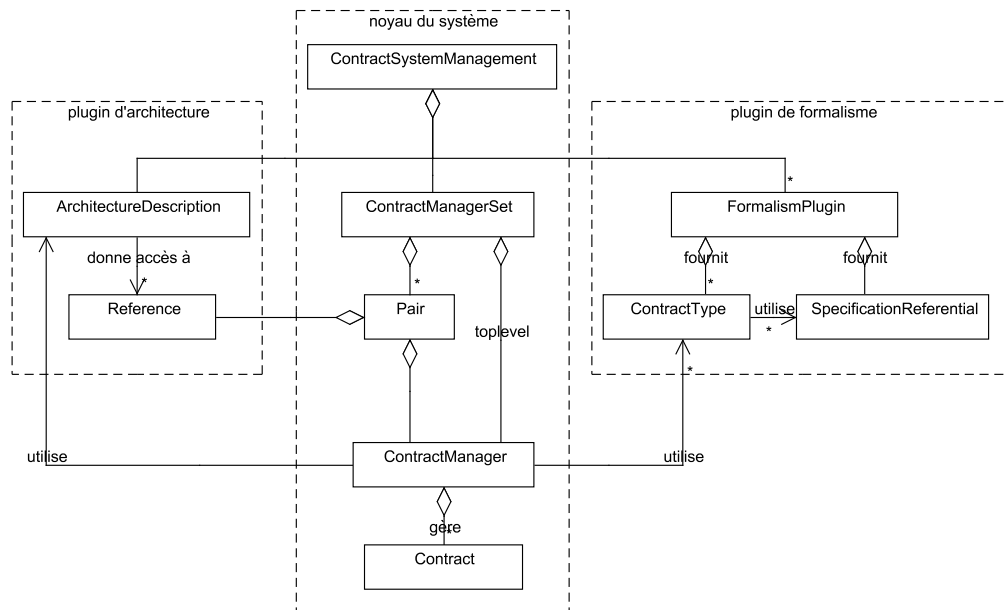 noyau du système
ContractSystemManagement
plugin d'architecture
plugin de formalisme
*
ArchitectureDescription
ContractManagerSet
FormalismPlugin
donne accès à
fournit
fournit
*
*
*
Reference
Pair
ContractType
utilise
SpecificationReferential
toplevel
*
*
utilise
ContractManager
utilise
gère
*
Contract